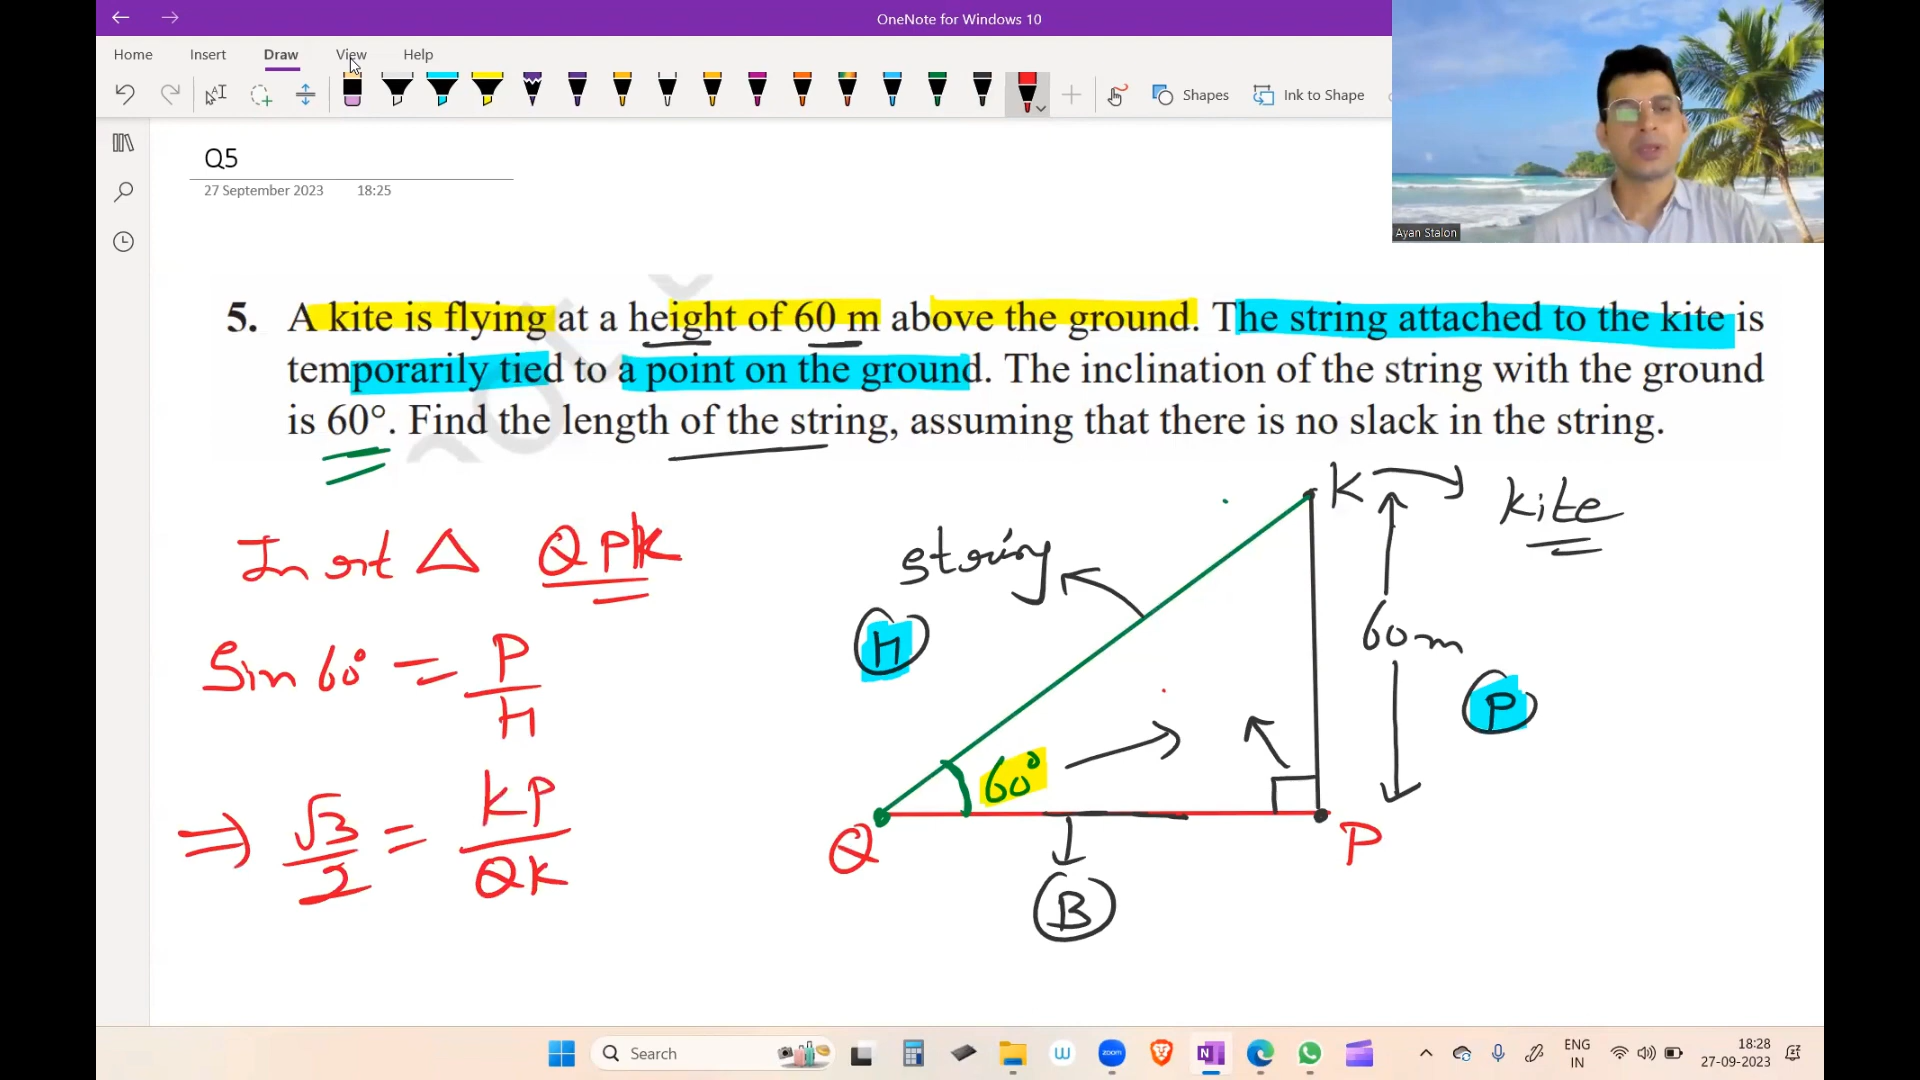 OneNote for Windows 10
Home Insert Draw View Help
Shapes Ink to Shape
Ayan Stalon
Q5
27 September 2023 18:25
5. A kite is flying at a height of 60 m above the ground. The string attached to the kite is
temporarily tied to a point on the ground. The inclination of the string with the ground
is 60°. Find the length of the string, assuming that there is no slack in the string.
K
kite
In rt △ QPK
string
H
60m
Sin 60° = P/H
P
60°
⇒ √3/2 = KP/QK
Q
P
B
Search
W
zoom
N
ENG
IN
18:28
27-09-2023